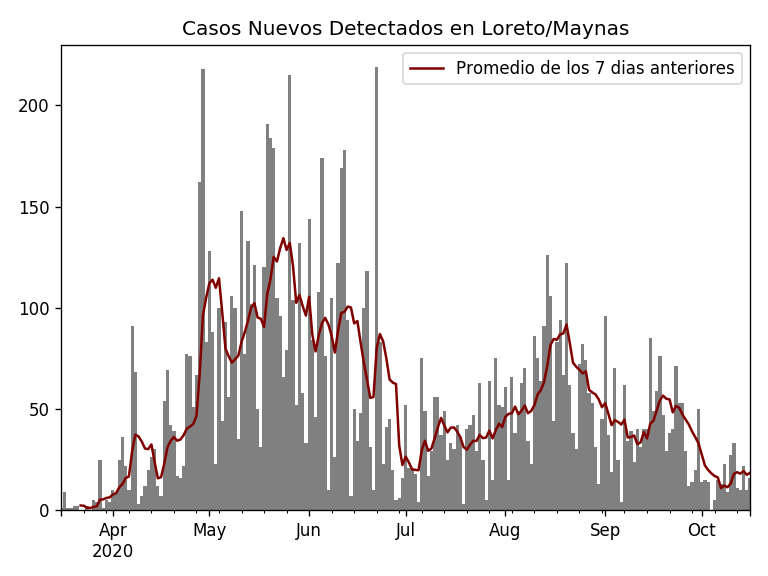 Casos Nuevos Detectados en Loreto/Maynas
Promedio de los 7 dias anteriores
200
150
100
50
0
Apr May Jun Jul Aug Sep Oct
2020